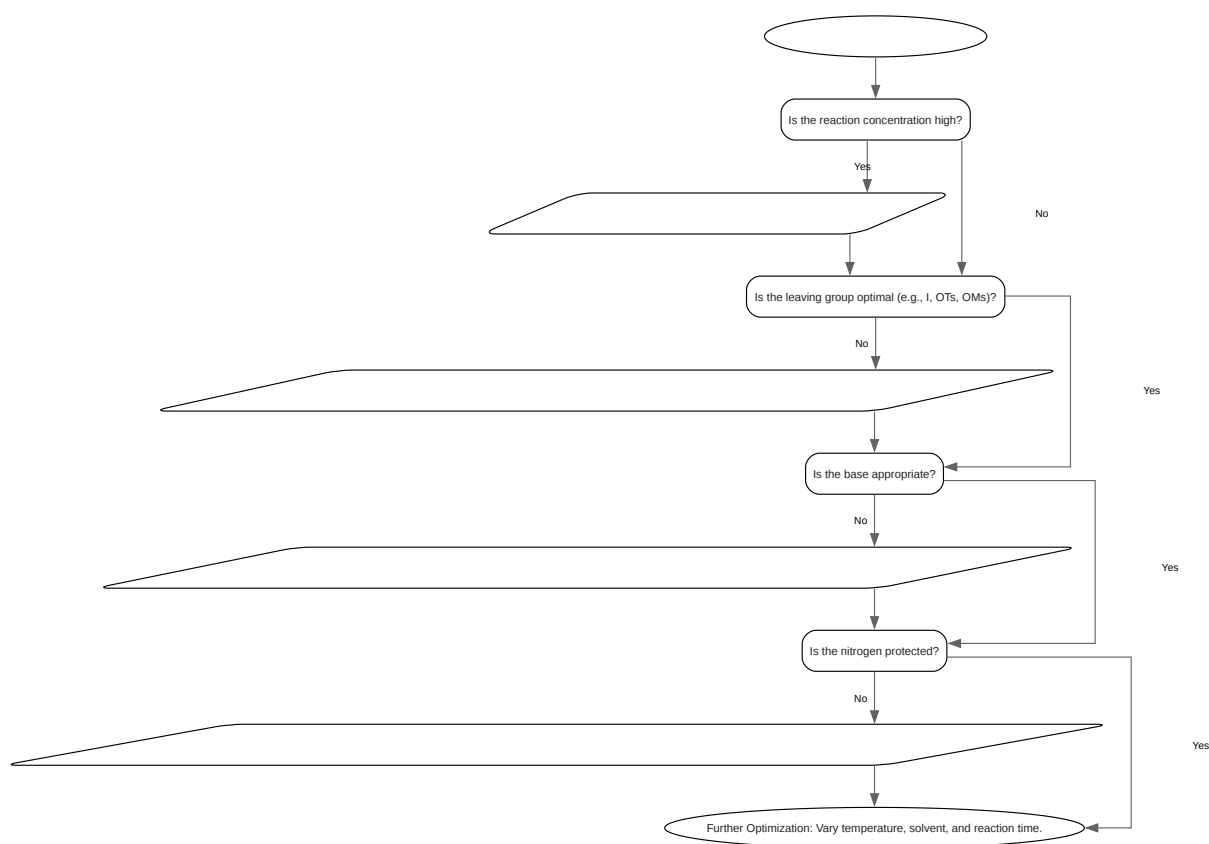 Is the reaction concentration high?
Yes
No
Is the leaving group optimal (e.g., I, OTs, OMs)?
No
Yes
Is the base appropriate?
No
Yes
Is the nitrogen protected?
No
Yes
Further Optimization: Vary temperature, solvent, and reaction time.